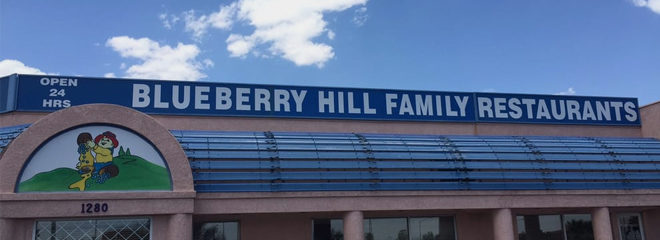 OPEN
24
HRS
BLUEBERRY HILL FAMILY RESTAURANTS
1280